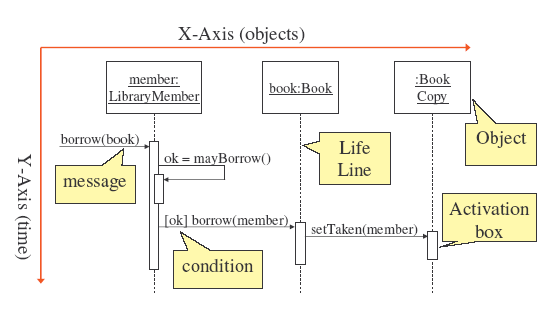 X-Axis (objects)
member:
LibraryMember
book:Book
:Book
Copy
borrow(book)
ok = mayBorrow()
message
Life
Line
Object
Y-Axis (time)
[ok] borrow(member)
setTaken(member)
Activation
box
condition